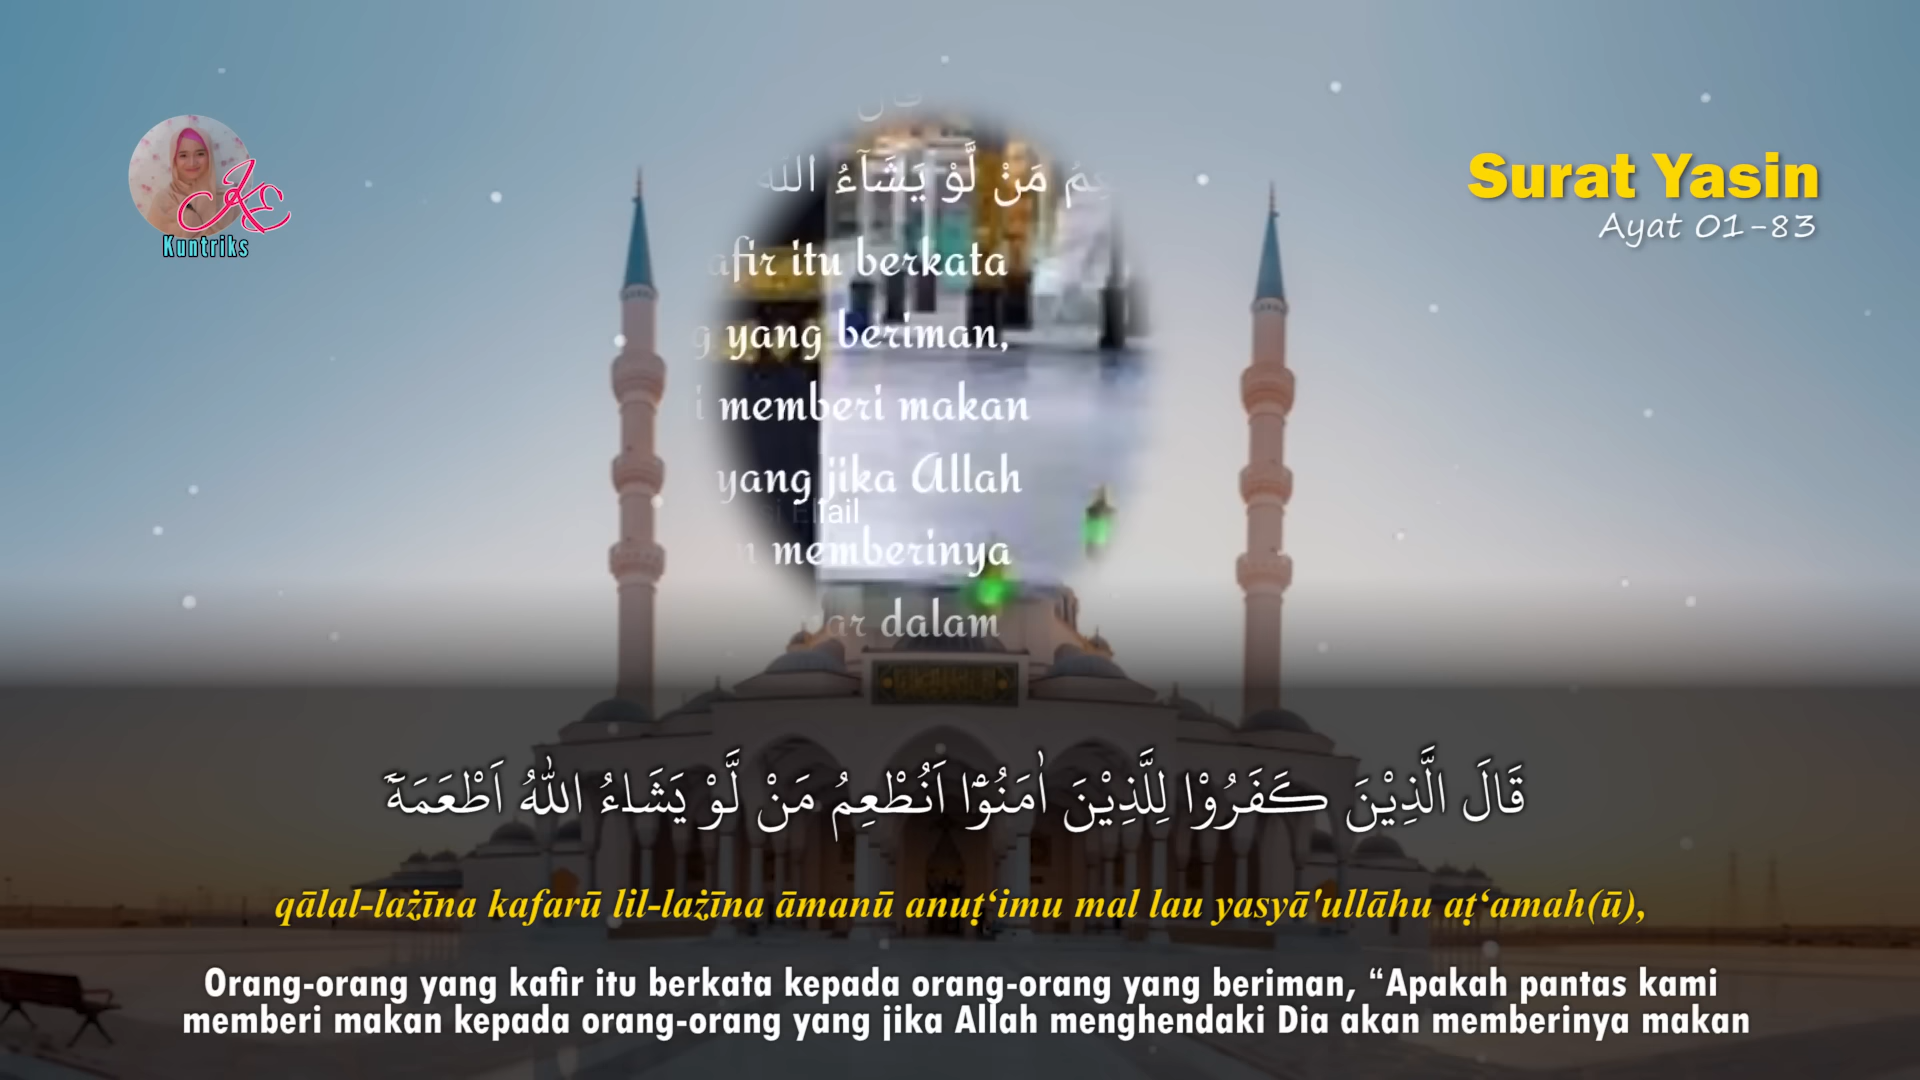 Kuntriks
Surat Yasin
Ayat 01-83
قال
مَنْ لَّوْ يَشَآءُ اللّٰهُ
itu berkata
yang beriman,
memberi makan
yang jika Allah
memberinya
dalam
قَالَ الَّذِيْنَ كَفَرُوْا لِلَّذِيْنَ اٰمَنُوْٓا اَنُطْعِمُ مَنْ لَّوْ يَشَاۤءُ اللّٰهُ اَطْعَمَهٗٓ
qālal-lażīna kafarū lil-lażīna āmanū anuṭ‘imu mal lau yasyā'ullāhu aṭ‘amah(ū),
Orang-orang yang kafir itu berkata kepada orang-orang yang beriman, “Apakah pantas kami
memberi makan kepada orang-orang yang jika Allah menghendaki Dia akan memberinya makan